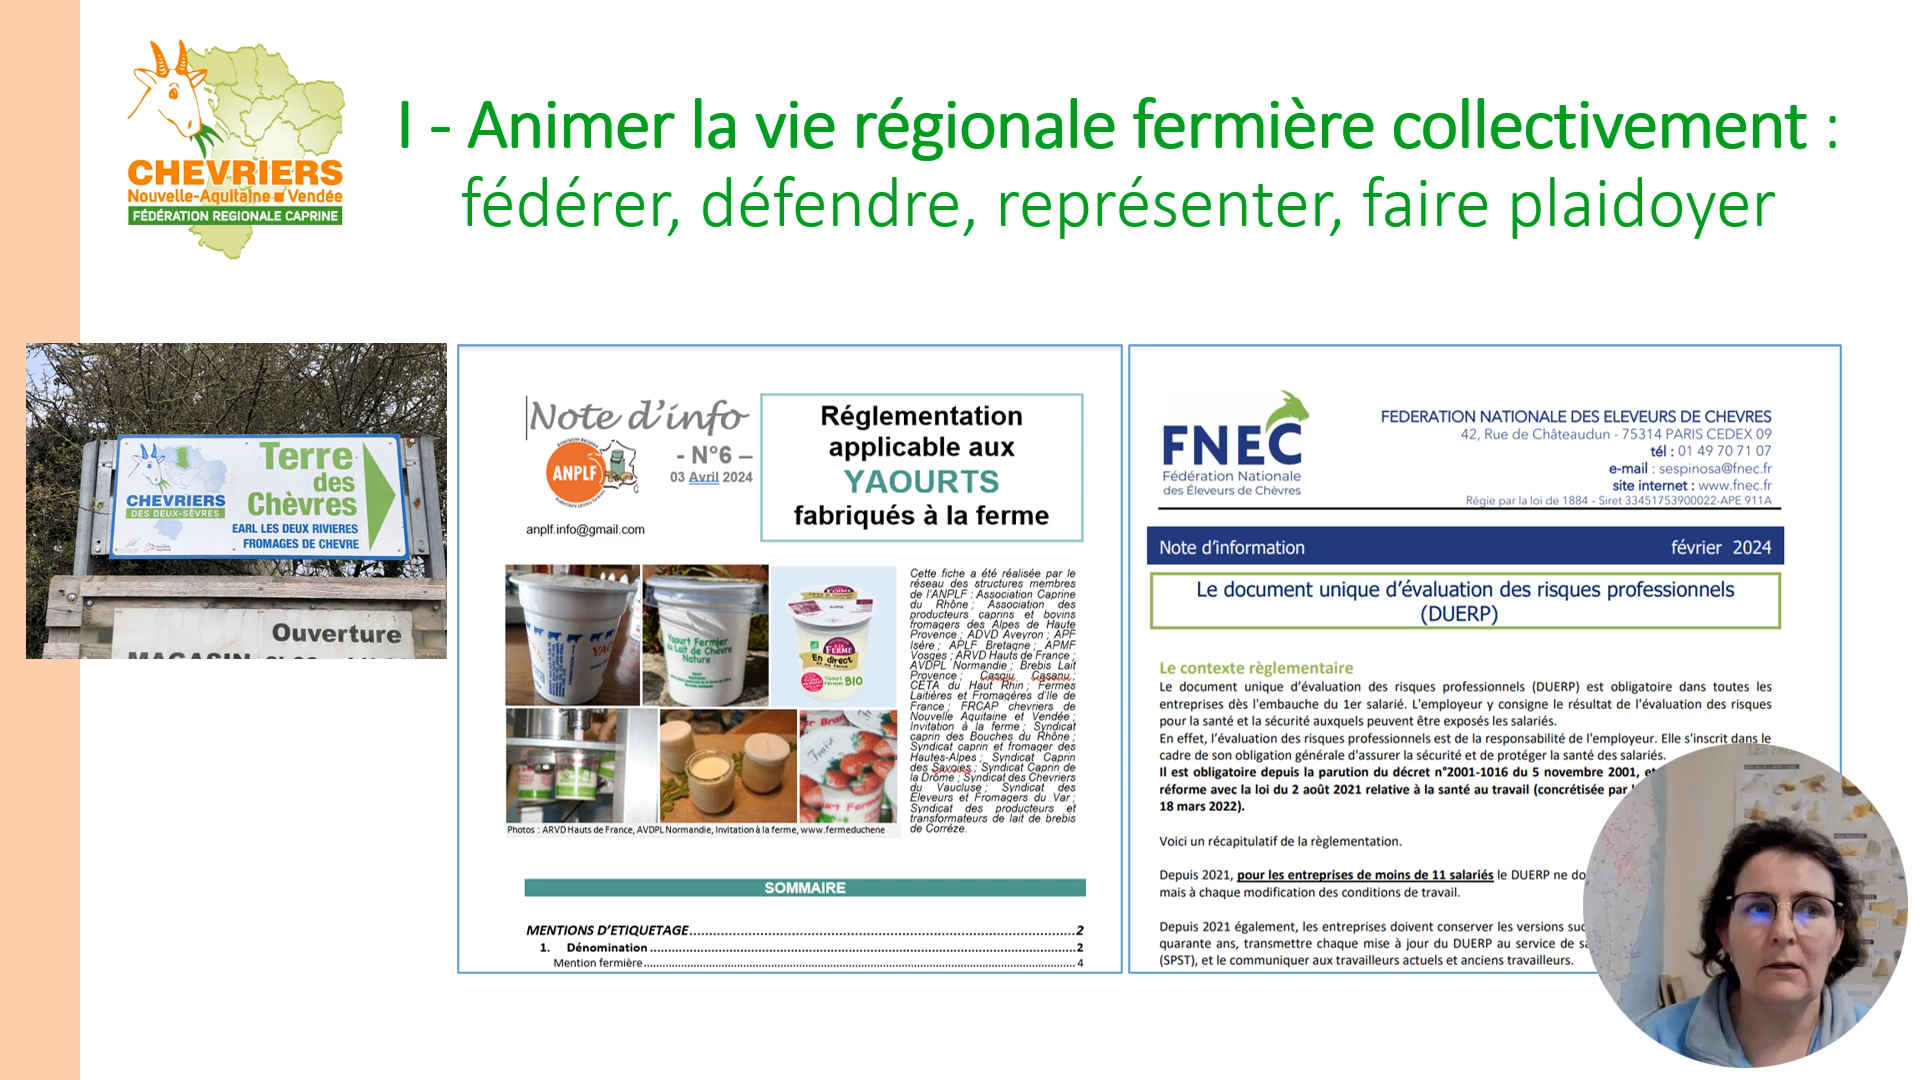 CHEVRIERS
Nouvelle-Aquitaine Vendée
FÉDÉRATION REGIONALE CAPRINE
I - Animer la vie régionale fermière collectivement :
fédérer, défendre, représenter, faire plaidoyer
CHEVRIERS
DES DEUX-SÈVRES
Terre
des
Chèvres
EARL LES DEUX RIVIERES
FROMAGES DE CHEVRE
Ouverture
MAGASIN
Note d'info
- N°6 –
03 Avril 2024
ANPLF
anplf.info@gmail.com
Réglementation
applicable aux
YAOURTS
fabriqués à la ferme
Yaourt Fermier
au Lait de Chèvre
Nature
FERME
En direct
BIO
Cette fiche a été réalisée par le
réseau des structures membres
de l'ANPLF : Association Caprine
du Rhône ; Association des
producteurs caprins et bovins
fromagers des Alpes de Haute
Provence ; ADVD Aveyron ; APF
Isère ; APLF Bretagne ; APMF
Vosges ; ARVD Hauts de France ;
AVDPL Normandie ; Brebis Lait
Provence ; Casgiu Casanu ;
CETA du Haut Rhin ; Fermes
Laitières et Fromagères d'Ile de
France ; FRCAP chevriers de
Nouvelle Aquitaine et Vendée ;
Invitation à la ferme ; Syndicat
caprin des Bouches du Rhône ;
Syndicat caprin et fromager des
Hautes-Alpes ; Syndicat Caprin
des Savoies ; Syndicat Caprin de
la Drôme ; Syndicat des Chevriers
du Vaucluse ; Syndicat des
Eleveurs et Fromagers du Var ;
Syndicat des producteurs et
transformateurs de lait de brebis
de Corrèze.
Photos : ARVD Hauts de France, AVDPL Normandie, Invitation à la ferme, www.fermeduchene
SOMMAIRE
MENTIONS D'ETIQUETAGE 2
1. Dénomination 2
Mention fermière 4
FNEC
Fédération Nationale
des Éleveurs de Chèvres
FEDERATION NATIONALE DES ELEVEURS DE CHEVRES
42, Rue de Châteaudun - 75314 PARIS CEDEX 09
tél : 01 49 70 71 07
e-mail : sespinosa@fnec.fr
site internet : www.fnec.fr
Régie par la loi de 1884 – Siret 33451753900022-APE 911A
Note d'information février 2024
Le document unique d'évaluation des risques professionnels
(DUERP)
Le contexte règlementaire
Le document unique d'évaluation des risques professionnels (DUERP) est obligatoire dans toutes les
entreprises dès l'embauche du 1er salarié. L'employeur y consigne le résultat de l'évaluation des risques
pour la santé et la sécurité auxquels peuvent être exposés les salariés.
En effet, l'évaluation des risques professionnels est de la responsabilité de l'employeur. Elle s'inscrit dans le
cadre de son obligation générale d'assurer la sécurité et de protéger la santé des salariés.
Il est obligatoire depuis la parution du décret n°2001-1016 du 5 novembre 2001, et
réforme avec la loi du 2 août 2021 relative à la santé au travail (concrétisée par
18 mars 2022).
Voici un récapitulatif de la règlementation.
Depuis 2021, pour les entreprises de moins de 11 salariés le DUERP ne do
mais à chaque modification des conditions de travail.
Depuis 2021 également, les entreprises doivent conserver les versions suc
quarante ans, transmettre chaque mise à jour du DUERP au service de sa
(SPST), et le communiquer aux travailleurs actuels et anciens travailleurs.